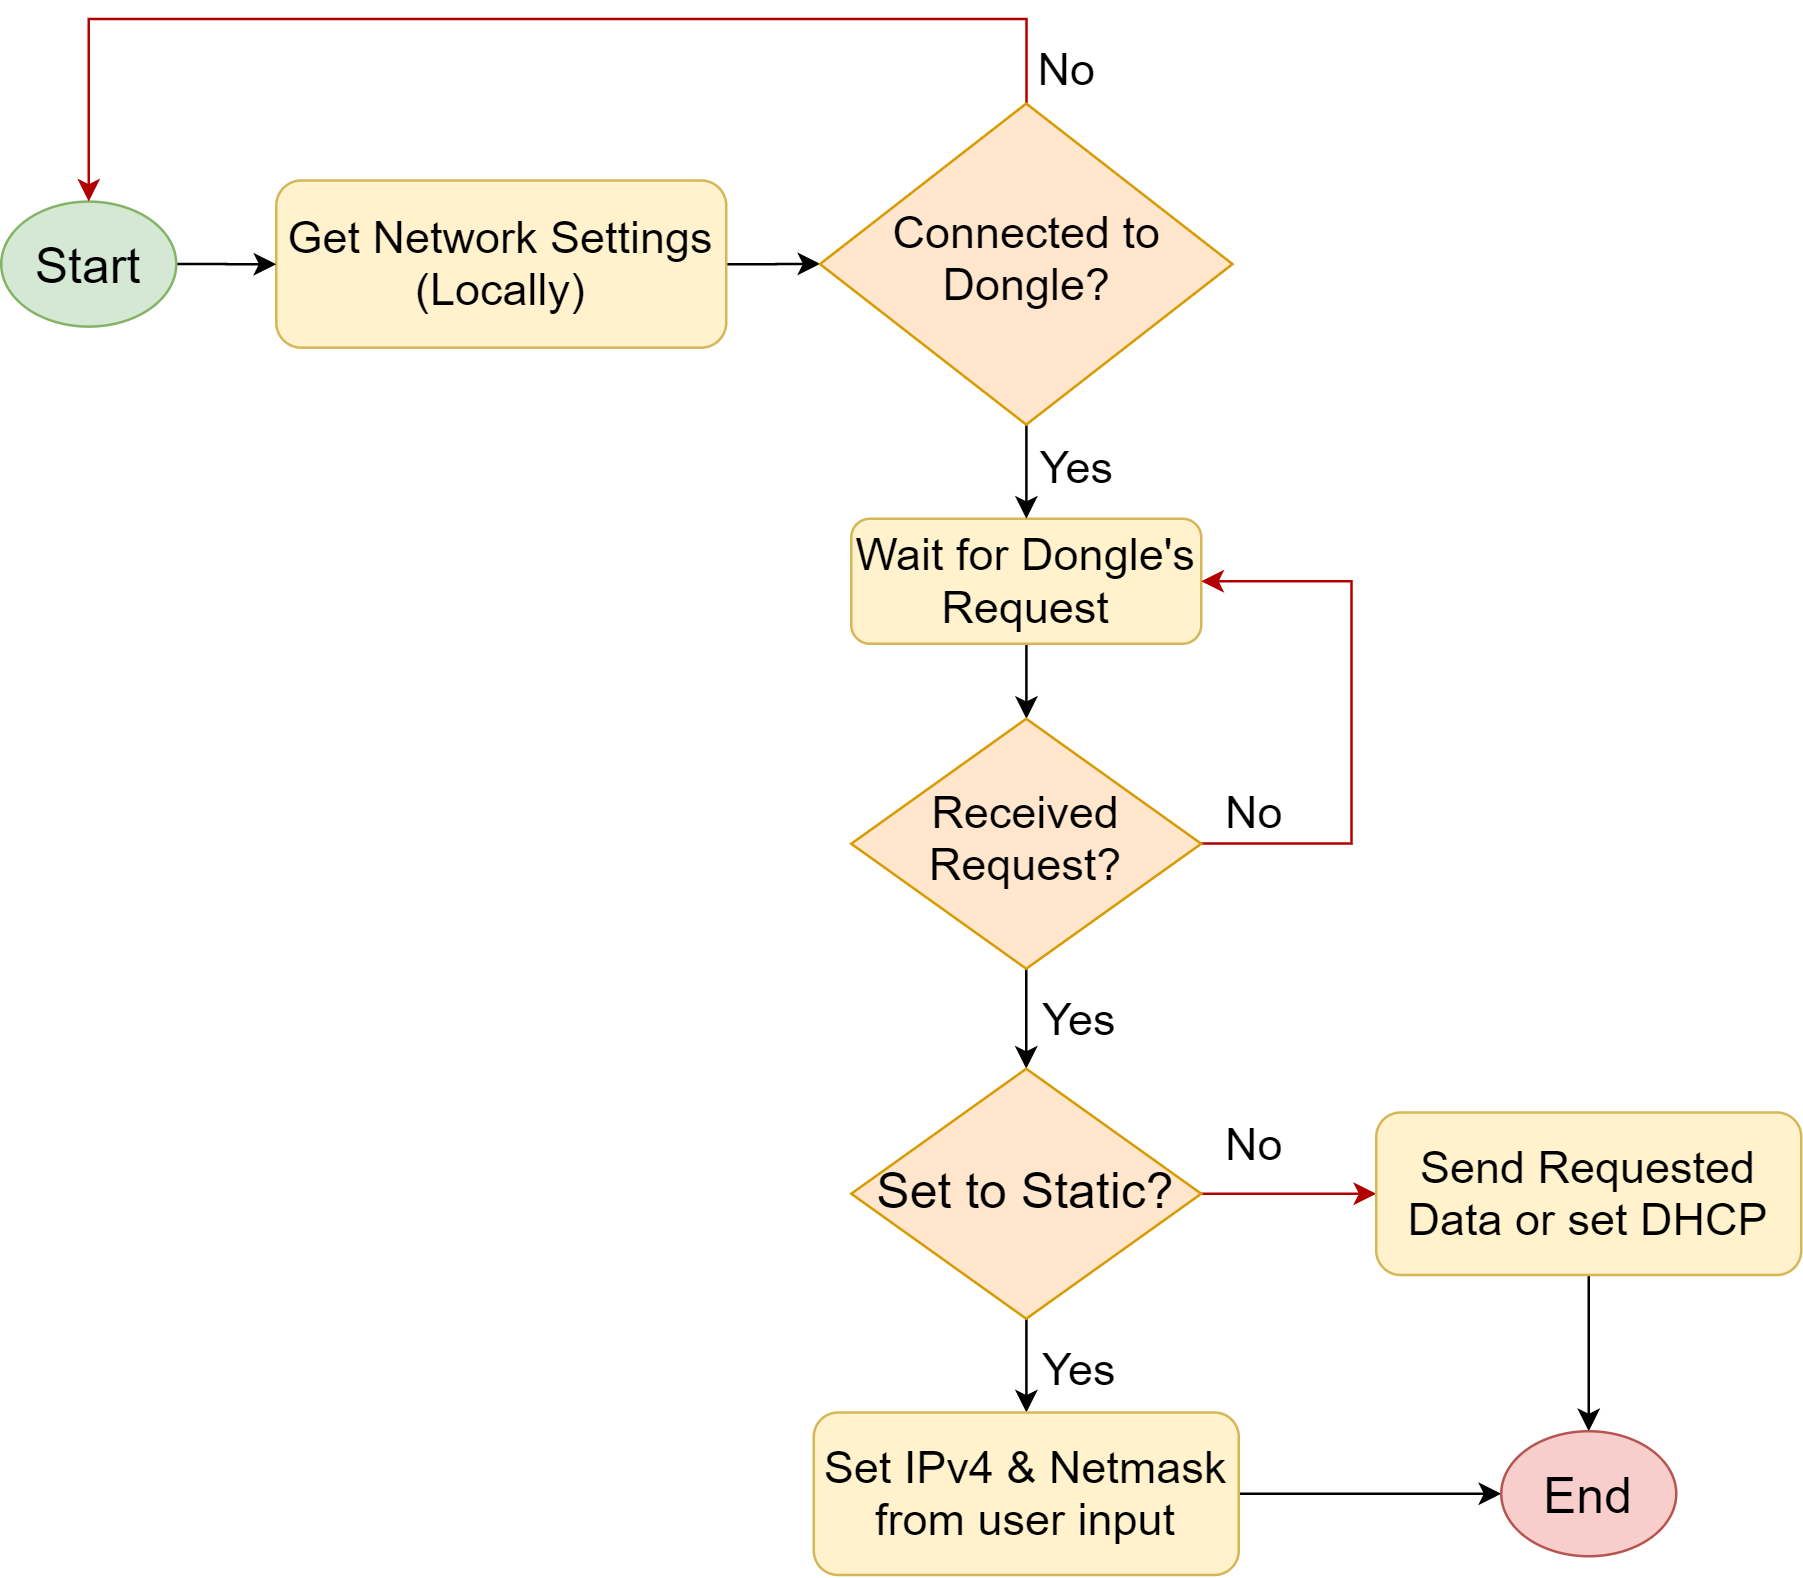 No
Start
Get Network Settings
(Locally)
Connected to
Dongle?
Yes
Wait for Dongle's
Request
Received
Request?
No
Yes
Set to Static?
No
Send Requested
Data or set DHCP
Yes
Set IPv4 & Netmask
from user input
End